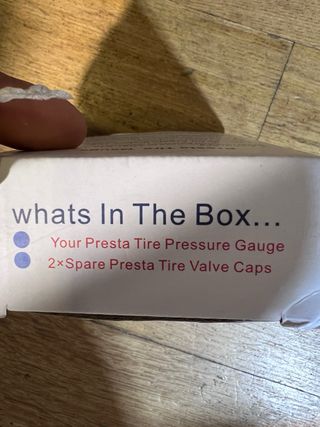 whats In The Box...
Your Presta Tire Pressure Gauge
2×Spare Presta Tire Valve Caps